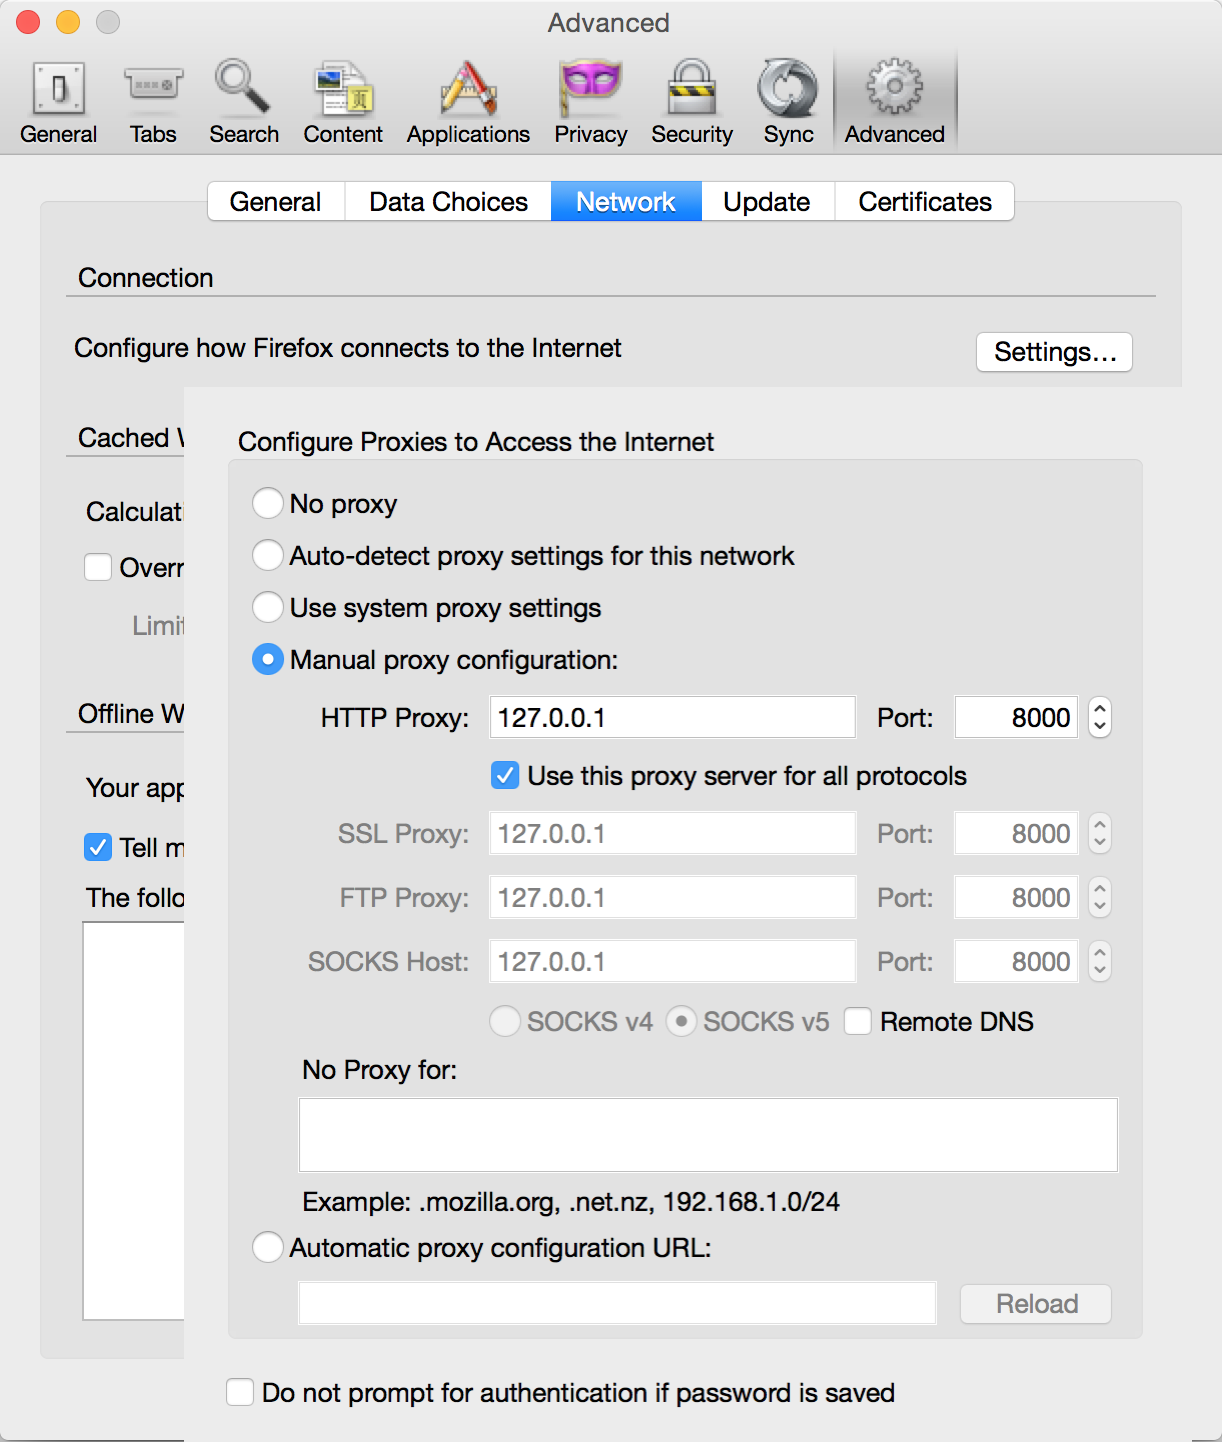 Advanced
General Tabs Search Content Applications Privacy Security Sync Advanced
General Data Choices Network Update Certificates
Connection
Configure how Firefox connects to the Internet Settings...
Cached
Configure Proxies to Access the Internet
No proxy
Auto-detect proxy settings for this network
Use system proxy settings
Manual proxy configuration:
HTTP Proxy: 127.0.0.1 Port: 8000
Use this proxy server for all protocols
SSL Proxy: 127.0.0.1 Port: 8000
Offline W
FTP Proxy: 127.0.0.1 Port: 8000
Your
Tell
The
SOCKS Host: 127.0.0.1 Port: 8000
SOCKS v4 SOCKS v5 Remote DNS
No Proxy for:
Example: .mozilla.org, .net.nz, 192.168.1.0/24
Automatic proxy configuration URL:
Reload
Do not prompt for authentication if password is saved